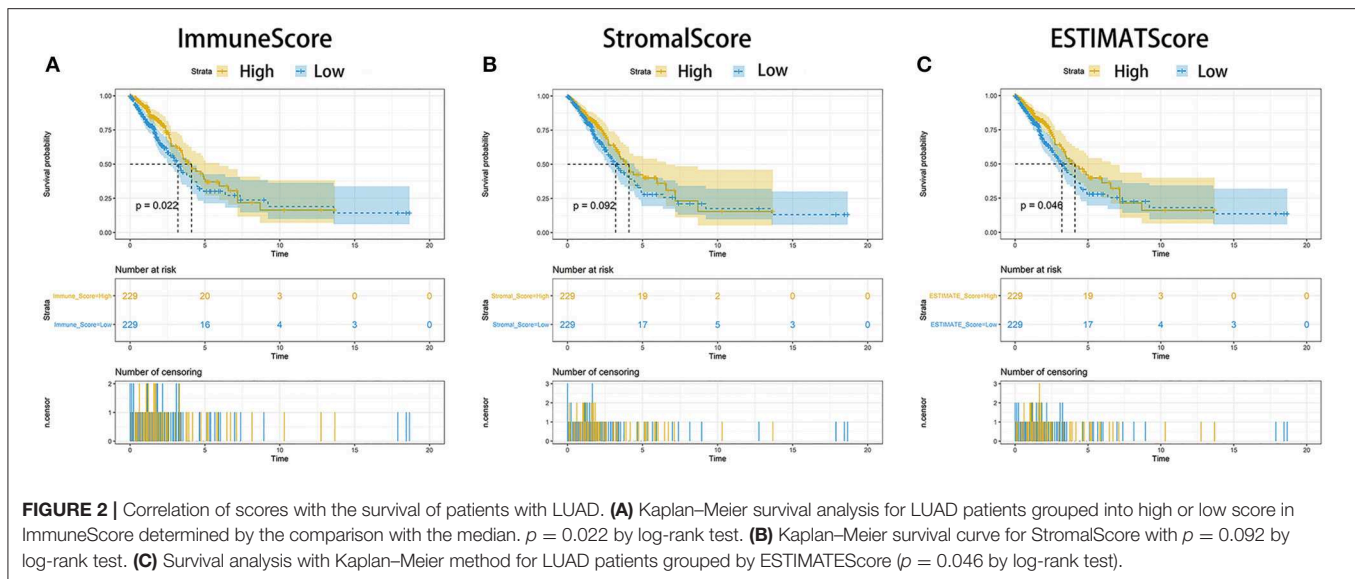 ImmuneScore
A
Strata High Low
1.00
0.75
0.50
0.25
0.00
Survival probability
p = 0.022
0 5 10 15 20
Time
Number at risk
Strata
Immune_Score=High 229 20 3 0 0
Immune_Score=Low 229 16 4 3 0
0 5 10 15 20
Time
Number of censoring
n.censor
2
1
0
0 5 10 15 20
Time
StromalScore
B
Strata High Low
1.00
0.75
0.50
0.25
0.00
Survival probability
p = 0.092
0 5 10 15 20
Time
Number at risk
Strata
Stromal_Score=High 229 19 2 0 0
Stromal_Score=Low 229 17 5 3 0
0 5 10 15 20
Time
Number of censoring
n.censor
3
2
1
0
0 5 10 15 20
Time
ESTIMATScore
C
Strata High Low
1.00
0.75
0.50
0.25
0.00
Survival probability
p = 0.046
0 5 10 15 20
Time
Number at risk
Strata
ESTIMATE_Score=High 229 19 3 0 0
ESTIMATE_Score=Low 229 17 4 3 0
0 5 10 15 20
Time
Number of censoring
n.censor
3
2
1
0
0 5 10 15 20
Time
FIGURE 2 | Correlation of scores with the survival of patients with LUAD. (A) Kaplan–Meier survival analysis for LUAD patients grouped into high or low score in
ImmuneScore determined by the comparison with the median. p = 0.022 by log-rank test. (B) Kaplan–Meier survival curve for StromalScore with p = 0.092 by
log-rank test. (C) Survival analysis with Kaplan–Meier method for LUAD patients grouped by ESTIMATEScore (p = 0.046 by log-rank test).